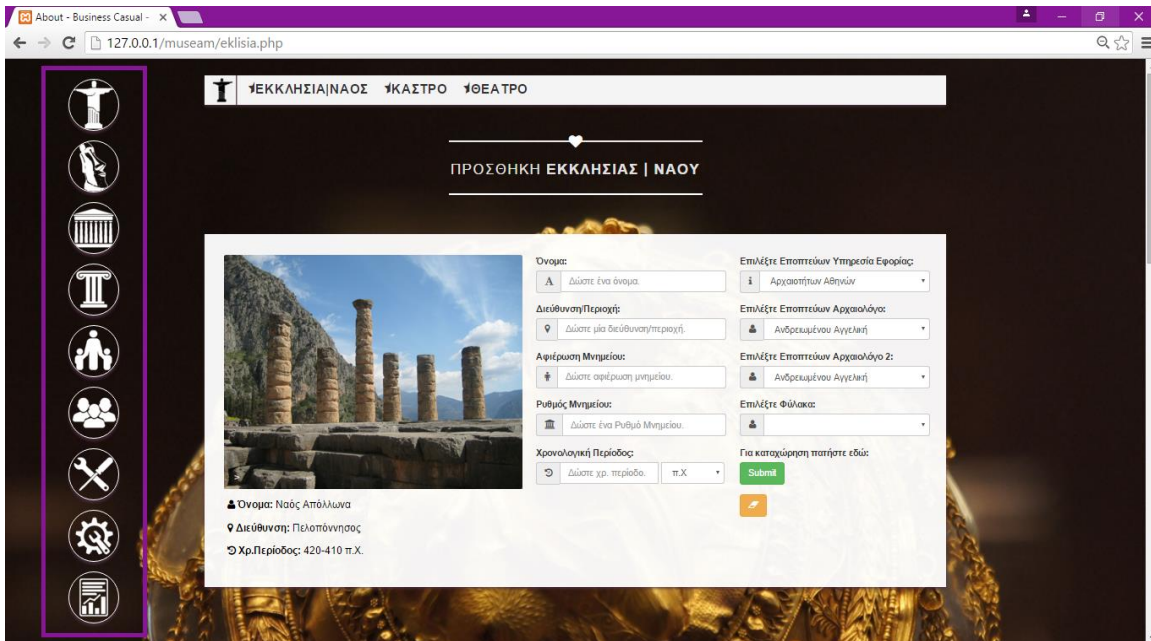 About - Business Casual -
127.0.0.1/museam/eklisia.php
ΕΚΚΛΗΣΙΑ|ΝΑΟΣ ΚΑΣΤΡΟ ΘΕΑΤΡΟ
ΠΡΟΣΘΗΚΗ ΕΚΚΛΗΣΙΑΣ | ΝΑΟΥ
Όνομα:
A Δώστε ένα όνομα.
Διεύθυνση/Περιοχή:
Δώστε μία διεύθυνση/περιοχή.
Αφιέρωση Μνημείου:
Δώστε αφιέρωση μνημείου.
Ρυθμός Μνημείου:
Δώστε ένα Ρυθμό Μνημείου.
Χρονολογική Περίοδος:
Δώστε χρ. περίοδο. π.Χ
Επιλέξτε Εποπτεύων Υπηρεσία Εφορίας:
i Αρχαιοτήτων Αθηνών
Επιλέξτε Εποπτεύων Αρχαιολόγο:
Ανδρειωμένου Αγγελική
Επιλέξτε Εποπτεύων Αρχαιολόγο 2:
Ανδρειωμένου Αγγελική
Επιλέξτε Φύλακα:
Για καταχώρηση πατήστε εδώ:
Submit
Όνομα: Ναός Απόλλωνα
Διεύθυνση: Πελοπόννησος
Χρ.Περίοδος: 420-410 π.Χ.